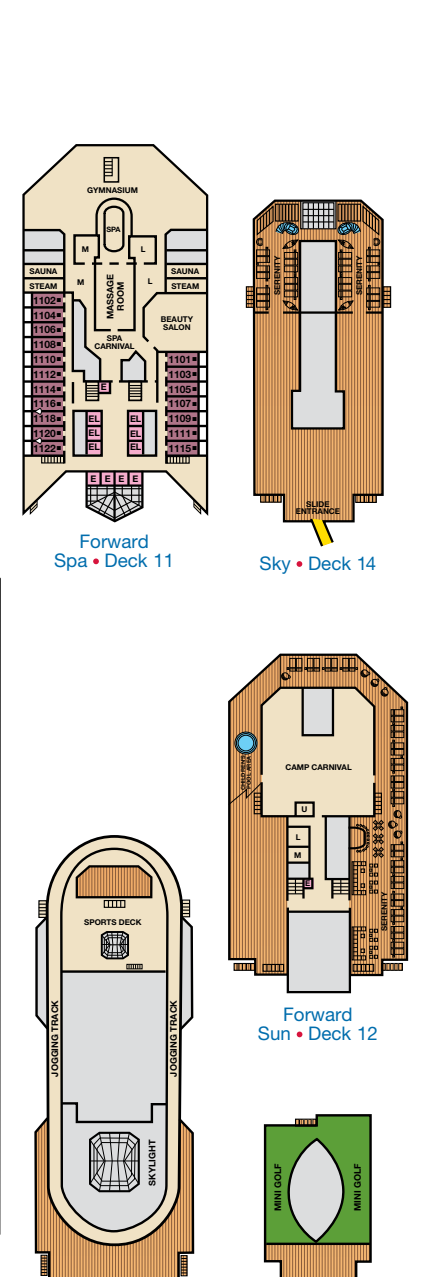 GYMNASIUM
SPA
M
L
M
L
MASSAGE
ROOM
SAUNA
STEAM
SAUNA
STEAM
BEAUTY
SALON
SPA
CARNIVAL
1102
1104
1106
1108
1110
1112
1114
1116
1118
1120
1122
1101
1103
1105
1107
1109
1111
1115
E
EL EL
EL EL
EL EL
E E E E
Forward
Spa • Deck 11
SERENITY
SERENITY
SLIDE
ENTRANCE
Sky • Deck 14
CAMP CARNIVAL
CHILDREN'S
POOL AREA
U
L
M
E
SERENITY
Forward
Sun • Deck 12
SPORTS DECK
JOGGING TRACK
JOGGING TRACK
SKYLIGHT
MINI GOLF
MINI GOLF